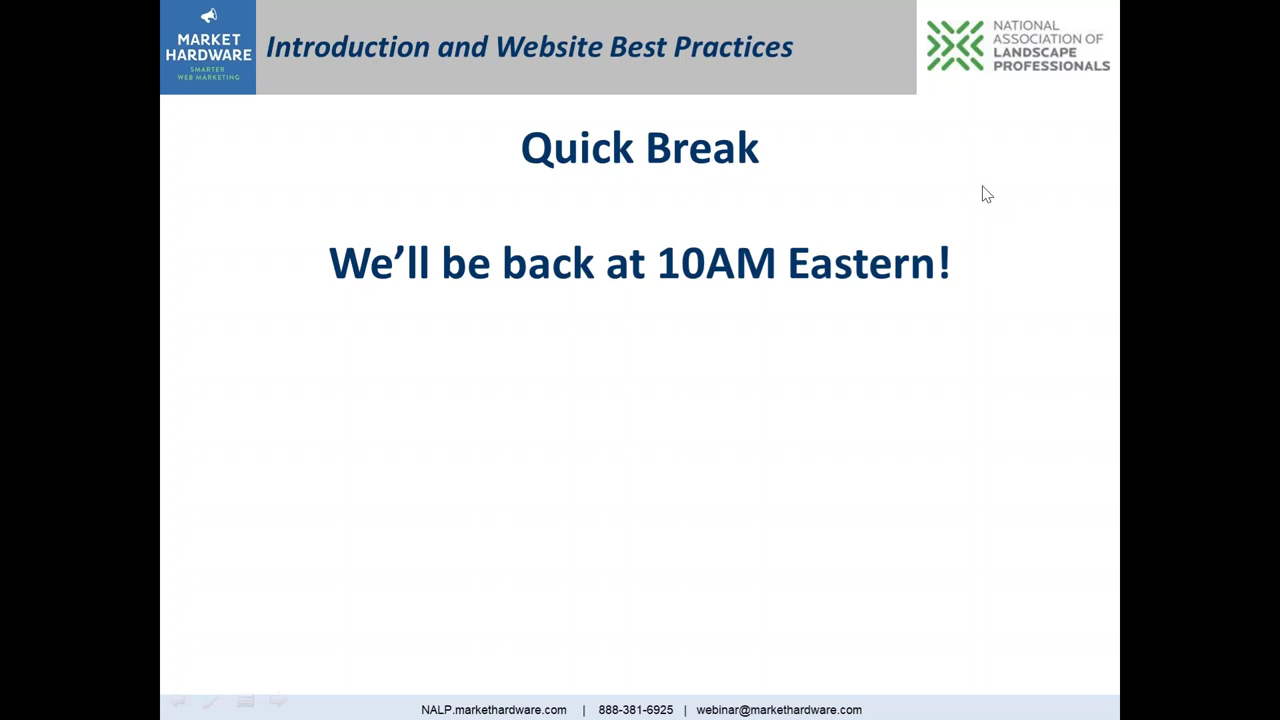 MARKET
HARDWARE
SMARTER
WEB MARKETING
Introduction and Website Best Practices
NATIONAL
ASSOCIATION OF
LANDSCAPE
PROFESSIONALS
Quick Break
We’ll be back at 10AM Eastern!
NALP.markethardware.com | 888-381-6925 | webinar@markethardware.com